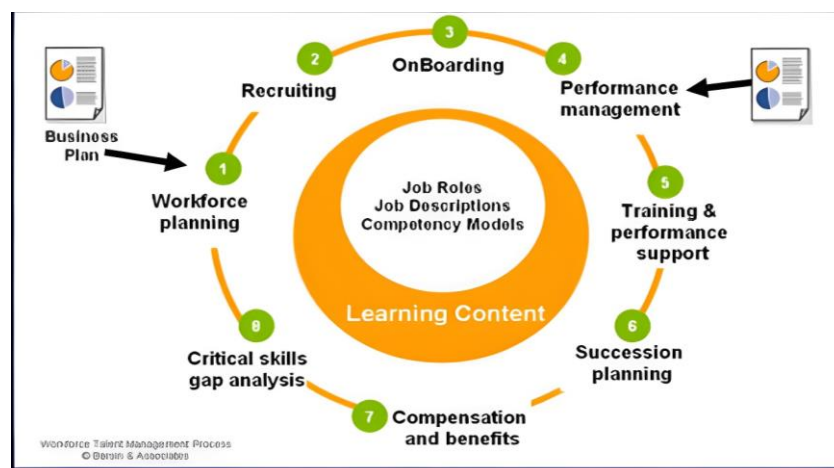 3
2
OnBoarding
4
Recruiting
Performance
management
Business
Plan
1
Workforce
planning
Job Roles
Job Descriptions
Competency Models
5
Training &
performance
support
Learning Content
8
Critical skills
gap analysis
6
Succession
planning
7
Compensation
and benefits
Workforce Talent Management Process
© Bersin & Associates